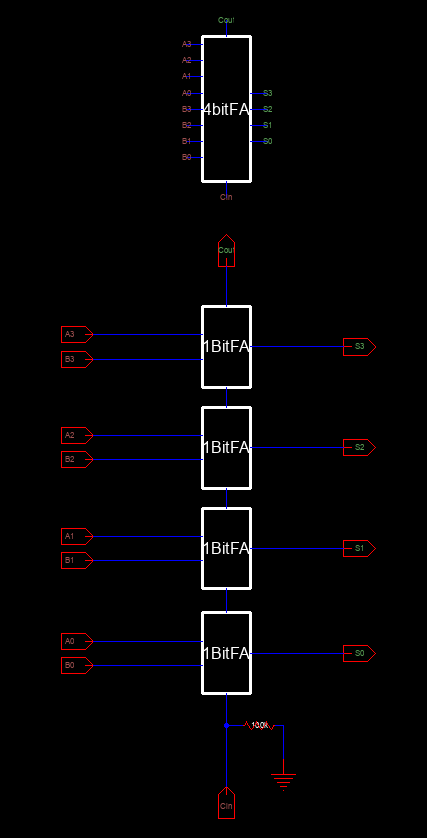 Cout
A3
A2
A1
A0
B3
B2
B1
B0
4bitFA
S3
S2
S1
S0
Cin
Cout
A3
B3
1BitFA
S3
A2
B2
1BitFA
S2
A1
B1
1BitFA
S1
A0
B0
1BitFA
S0
100k
Cin